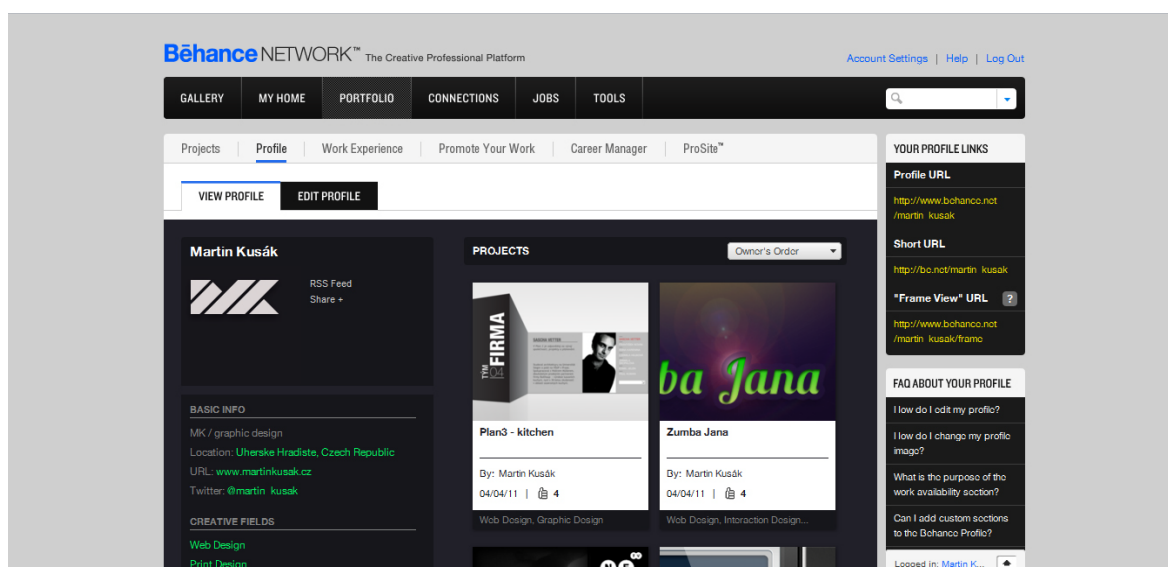 Bēhance NETWORK™ The Creative Professional Platform
Account Settings | Help | Log Out
GALLERY MY HOME PORTFOLIO CONNECTIONS JOBS TOOLS
Projects | Profile | Work Experience | Promote Your Work | Career Manager | ProSite™
VIEW PROFILE EDIT PROFILE
Martin Kusák
RSS Feed
Share +
BASIC INFO
MK / graphic design
Location: Uherske Hradiste, Czech Republic
URL: www.martinkusak.cz
Twitter: @martin_kusak
CREATIVE FIELDS
Web Design
Print Design
PROJECTS
Owner's Order
TÝM
04
FIRMA
Plan3 - kitchen
By: Martin Kusák
04/04/11 | 4
Web Design, Graphic Design
ba Jana
Zumba Jana
By: Martin Kusák
04/04/11 | 4
Web Design, Interaction Design...
YOUR PROFILE LINKS
Profile URL
http://www.behance.net
/martin_kusak
Short URL
http://be.net/martin_kusak
"Frame View" URL ?
http://www.behance.net
/martin_kusak/frame
FAQ ABOUT YOUR PROFILE
How do I edit my profile?
How do I change my profile
image?
What is the purpose of the
work availability section?
Can I add custom sections
to the Behance Profile?
Logged in: Martin K...